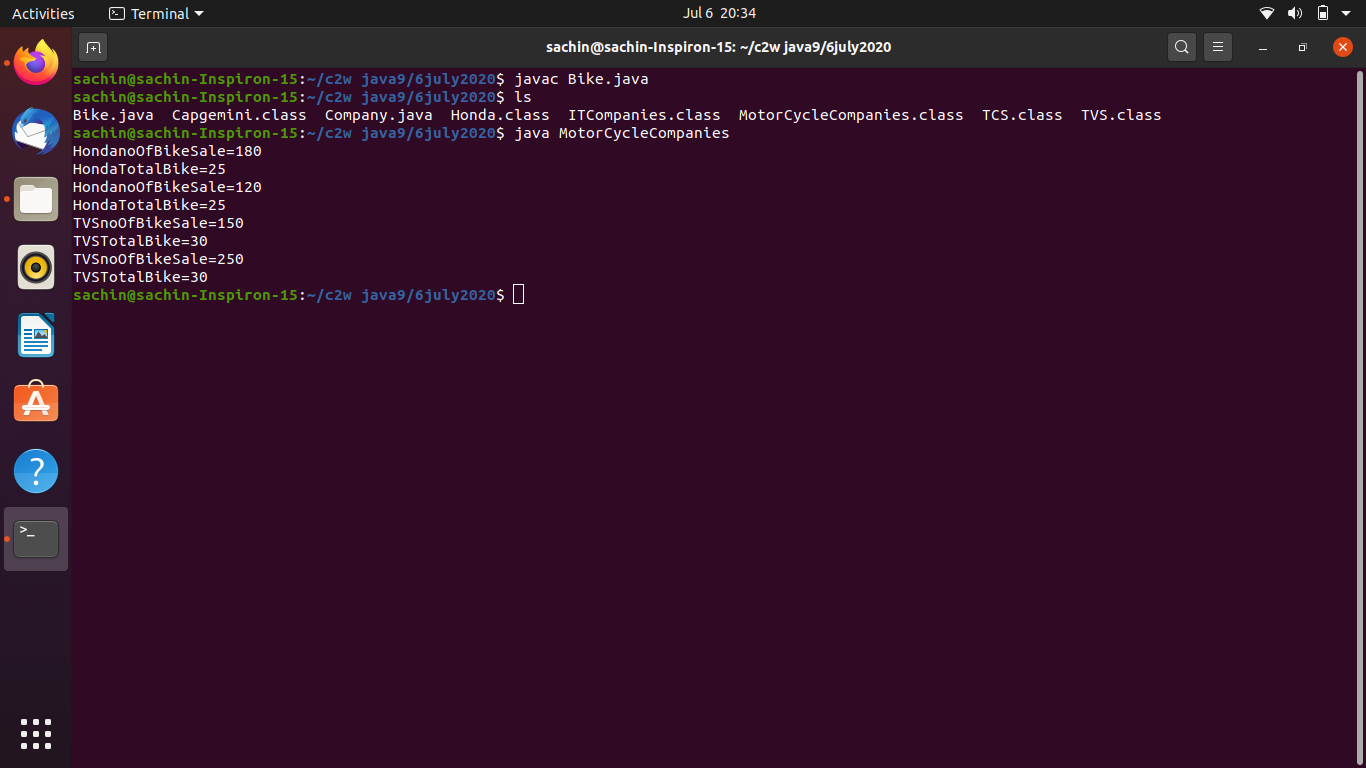 Activities Terminal Jul 6 20:34
sachin@sachin-Inspiron-15: ~/c2w java9/6july2020
sachin@sachin-Inspiron-15:~/c2w java9/6july2020$ javac Bike.java
sachin@sachin-Inspiron-15:~/c2w java9/6july2020$ ls
Bike.java  Capgemini.class  Company.java  Honda.class  ITCompanies.class  MotorCycleCompanies.class  TCS.class  TVS.class
sachin@sachin-Inspiron-15:~/c2w java9/6july2020$ java MotorCycleCompanies
HondanoOfBikeSale=180
HondaTotalBike=25
HondanoOfBikeSale=120
HondaTotalBike=25
TVSnoOfBikeSale=150
TVSTotalBike=30
TVSnoOfBikeSale=250
TVSTotalBike=30
sachin@sachin-Inspiron-15:~/c2w java9/6july2020$